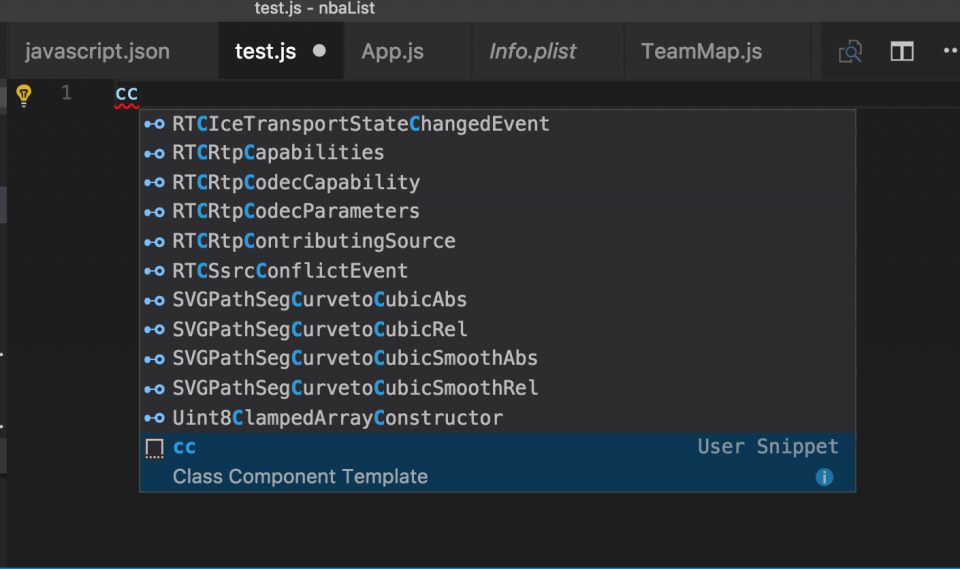 test.js - nbaList
javascript.json test.js App.js Info.plist TeamMap.js
1 cc
RTCIceTransportStateChangedEvent
RTCRtpCapabilities
RTCRtpCodecCapability
RTCRtpCodecParameters
RTCRtpContributingSource
RTCSsrcConflictEvent
SVGPathSegCurvetoCubicAbs
SVGPathSegCurvetoCubicRel
SVGPathSegCurvetoCubicSmoothAbs
SVGPathSegCurvetoCubicSmoothRel
Uint8ClampedArrayConstructor
cc User Snippet
Class Component Template